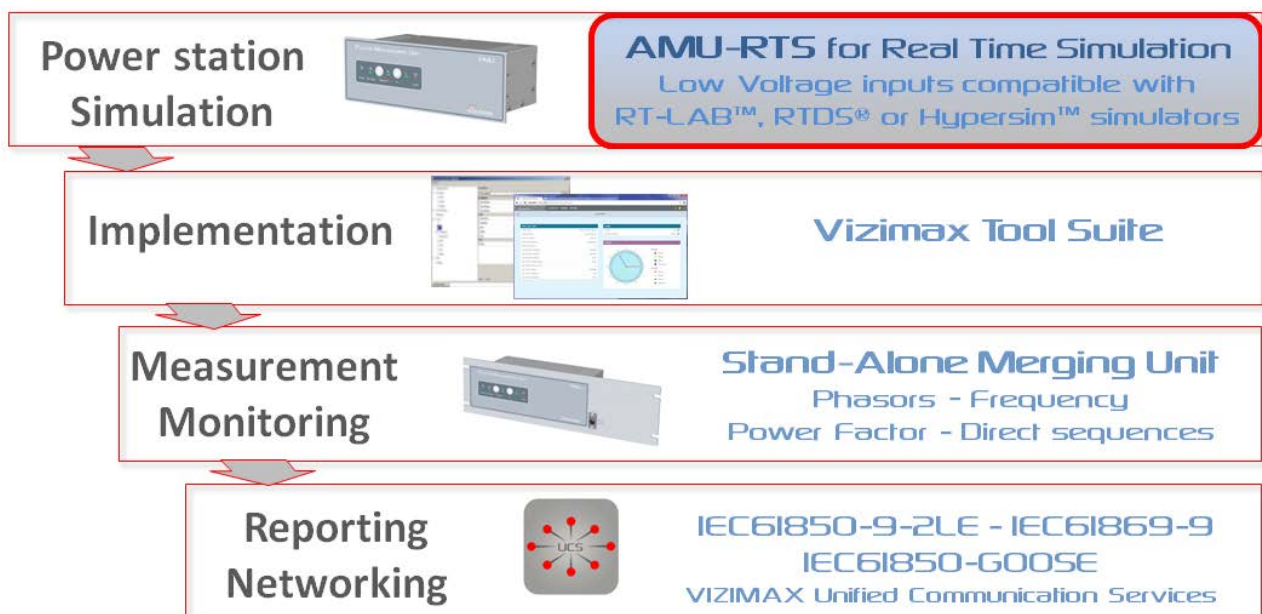 Power station
Simulation
AMU-RTS for Real Time Simulation
Low Voltage inputs compatible with
RT-LAB™, RTDS® or Hypersim™ simulators
Implementation
Vizimax Tool Suite
Measurement
Monitoring
Stand-Alone Merging Unit
Phasors - Frequency
Power Factor - Direct sequences
Reporting
Networking
UCS
IEC61850-9-2LE - IEC61869-9
IEC61850-GOOSE
VIZIMAX Unified Communication Services